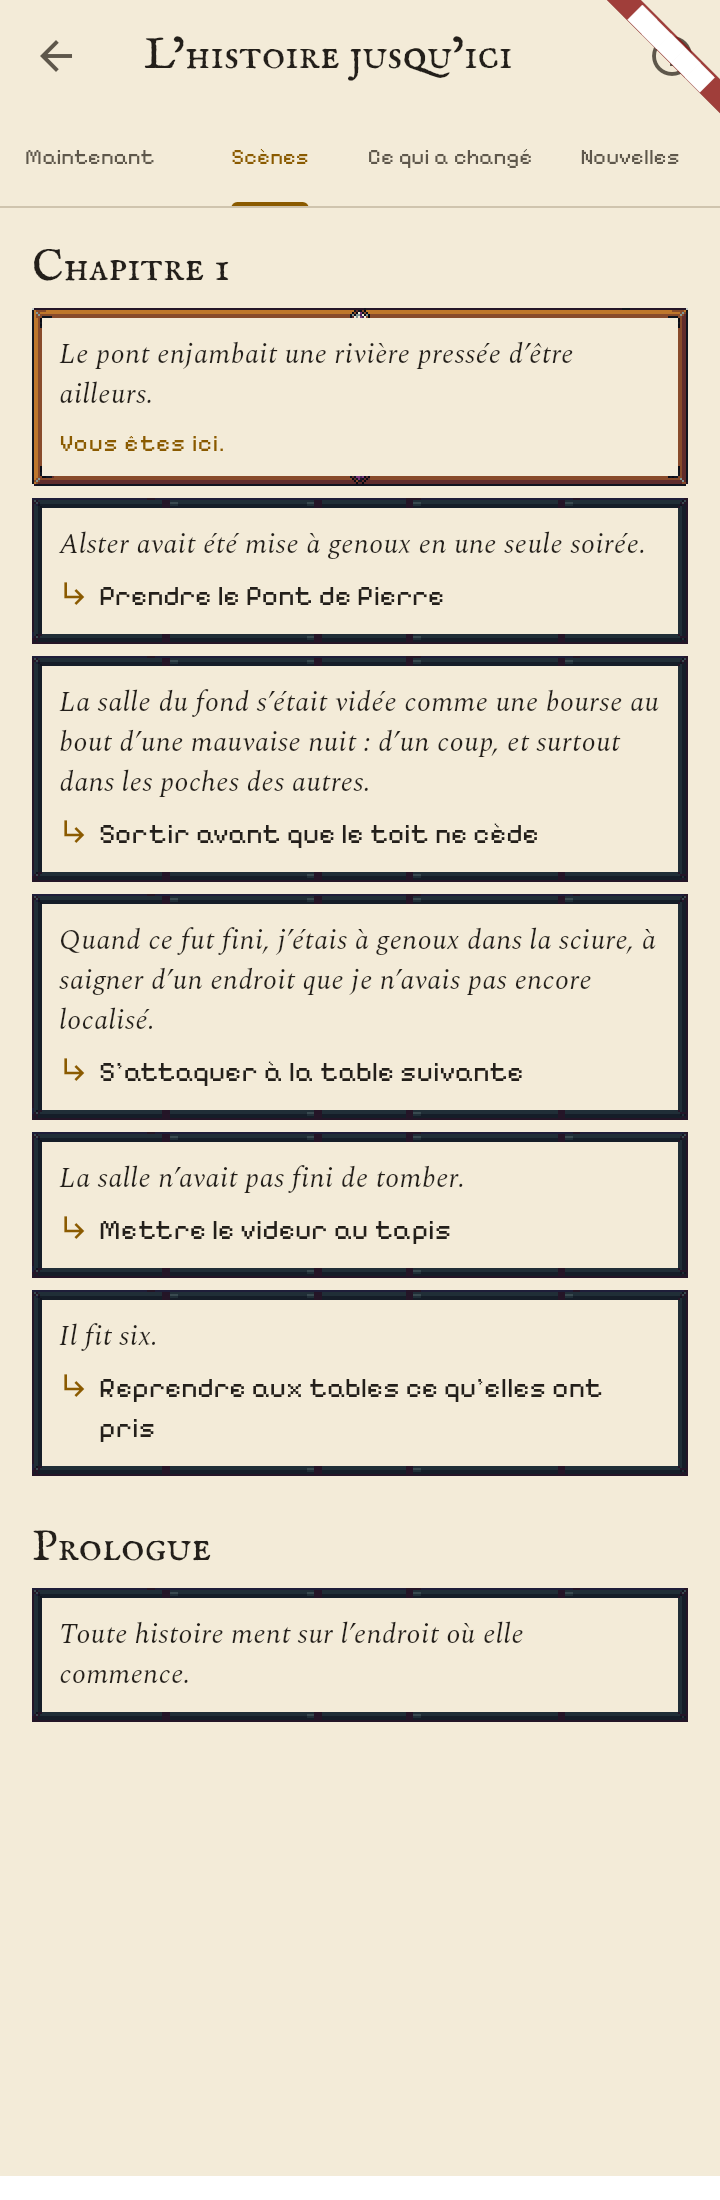 L’histoire jusqu’ici
Maintenant
Scènes
Ce qui a changé
Nouvelles
Chapitre 1
Le pont enjambait une rivière pressée d’être
ailleurs.
Vous êtes ici.
Alster avait été mise à genoux en une seule soirée.
↳ Prendre le Pont de Pierre
La salle du fond s’était vidée comme une bourse au
bout d’une mauvaise nuit : d’un coup, et surtout
dans les poches des autres.
↳ Sortir avant que le toit ne cède
Quand ce fut fini, j’étais à genoux dans la sciure, à
saigner d’un endroit que je n’avais pas encore
localisé.
↳ S’attaquer à la table suivante
La salle n’avait pas fini de tomber.
↳ Mettre le videur au tapis
Il fit six.
↳ Reprendre aux tables ce qu’elles ont
pris
Prologue
Toute histoire ment sur l’endroit où elle
commence.